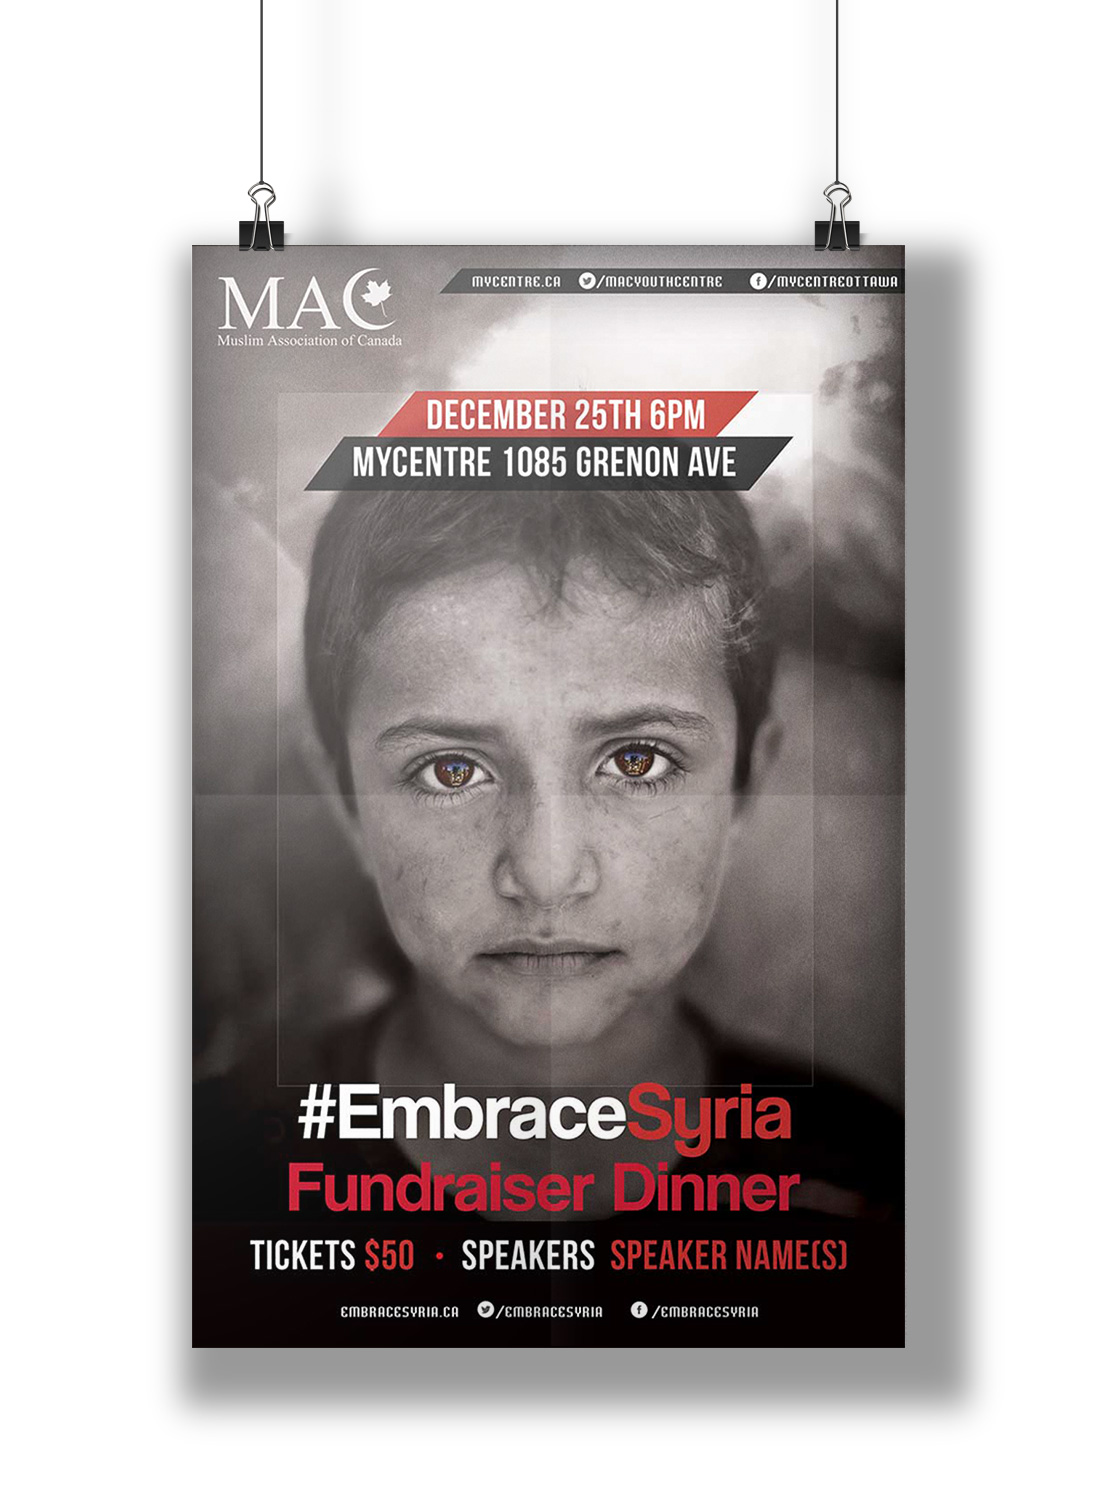 MAC
Muslim Association of Canada
MYCENTRE.CA /MACYOUTHCENTRE /MYCENTREOTTAWA
DECEMBER 25TH 6PM
MYCENTRE 1085 GRENON AVE
#EmbraceSyria
Fundraiser Dinner
TICKETS $50 • SPEAKERS SPEAKER NAME(S)
EMBRACESYRIA.CA /EMBRACESYRIA /EMBRACESYRIA